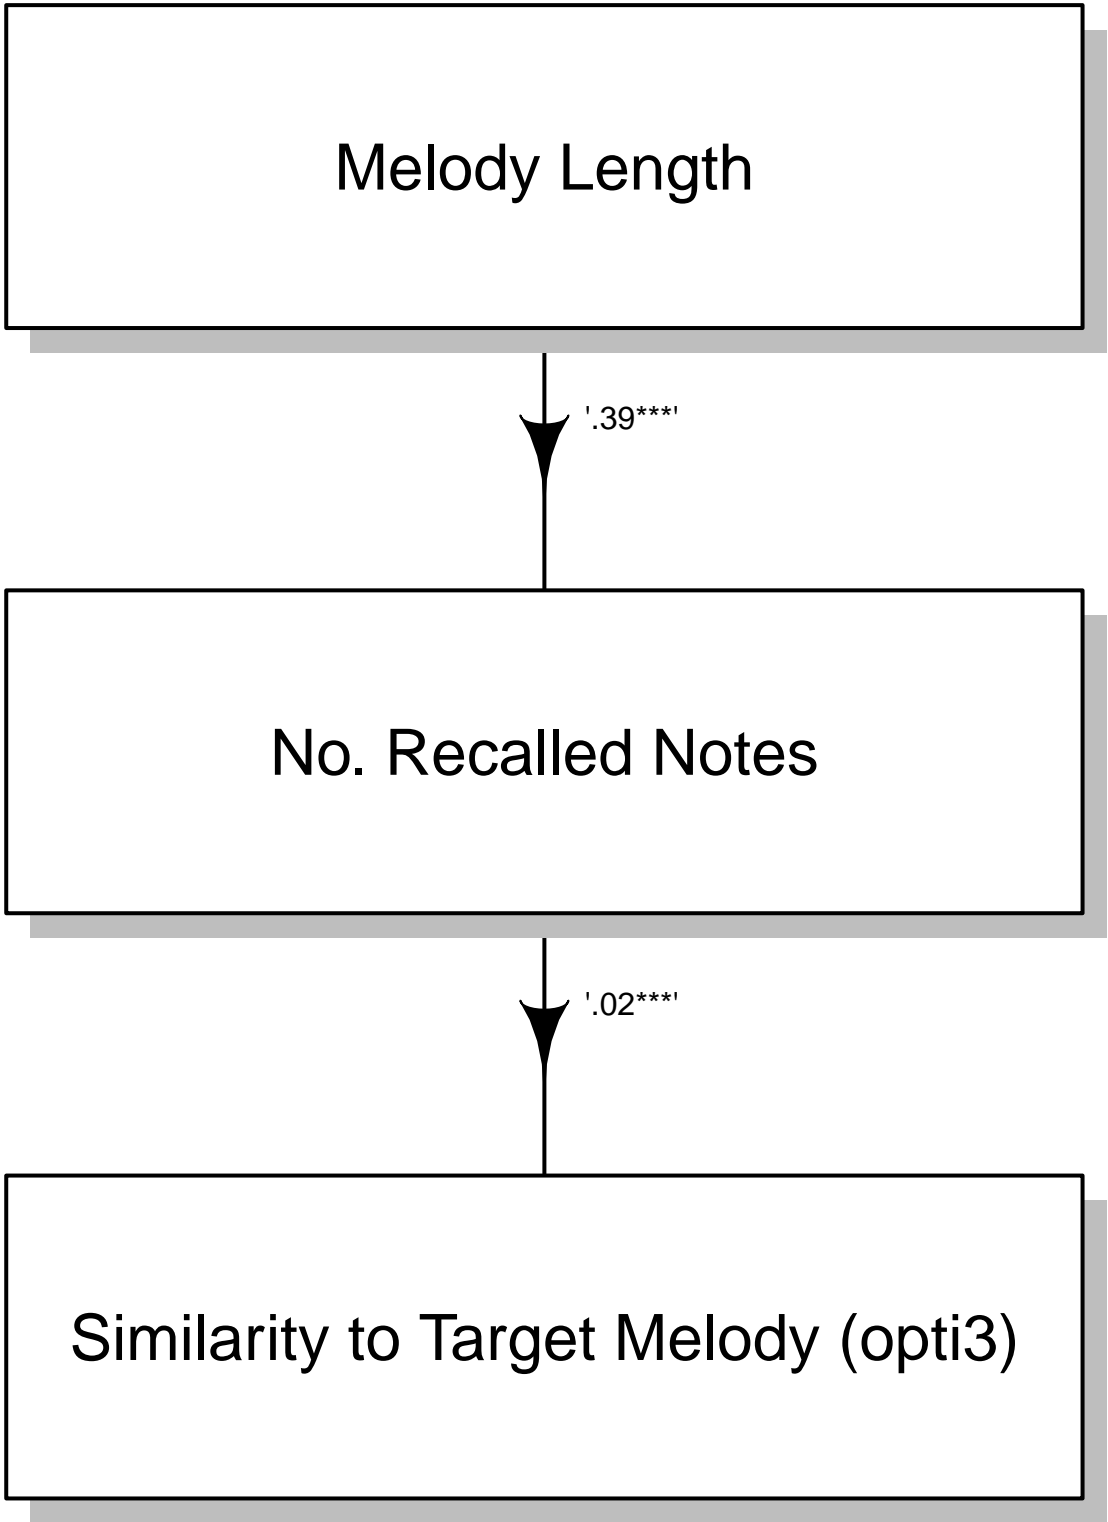 Melody Length
'.39***'
No. Recalled Notes
'.02***'
Similarity to Target Melody (opti3)